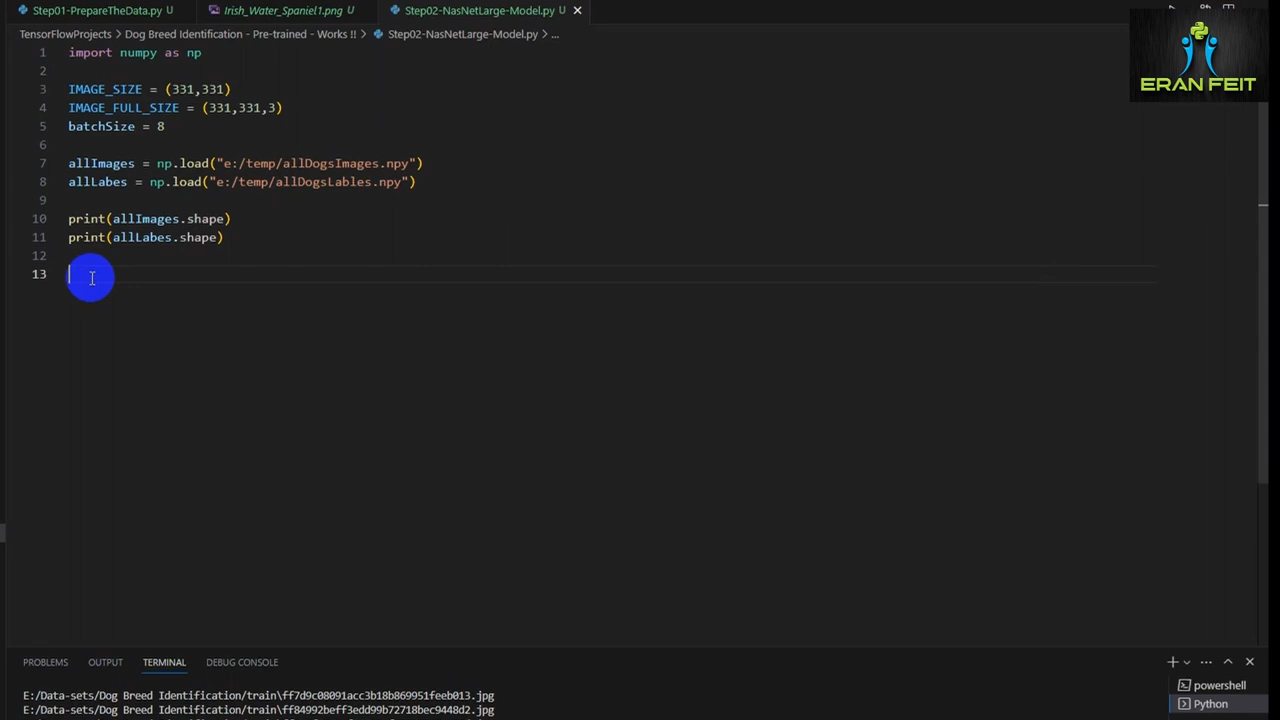 Step01-PrepareTheData.py U
Irish_Water_Spaniel1.png U
Step02-NasNetLarge-Model.py U
TensorFlowProjects > Dog Breed Identification - Pre-trained - Works !! > Step02-NasNetLarge-Model.py > ...
1 import numpy as np
2
3 IMAGE_SIZE = (331,331)
4 IMAGE_FULL_SIZE = (331,331,3)
5 batchSize = 8
6
7 allImages = np.load("e:/temp/allDogsImages.npy")
8 allLabes = np.load("e:/temp/allDogsLables.npy")
9
10 print(allImages.shape)
11 print(allLabes.shape)
12
13
ERAN FEIT
PROBLEMS OUTPUT TERMINAL DEBUG CONSOLE
E:/Data-sets/Dog Breed Identification/train\ff7d9c08091acc3b18b869951feeb013.jpg
E:/Data-sets/Dog Breed Identification/train\ff84992beff3edd99b72718bec9448d2.jpg
powershell
Python